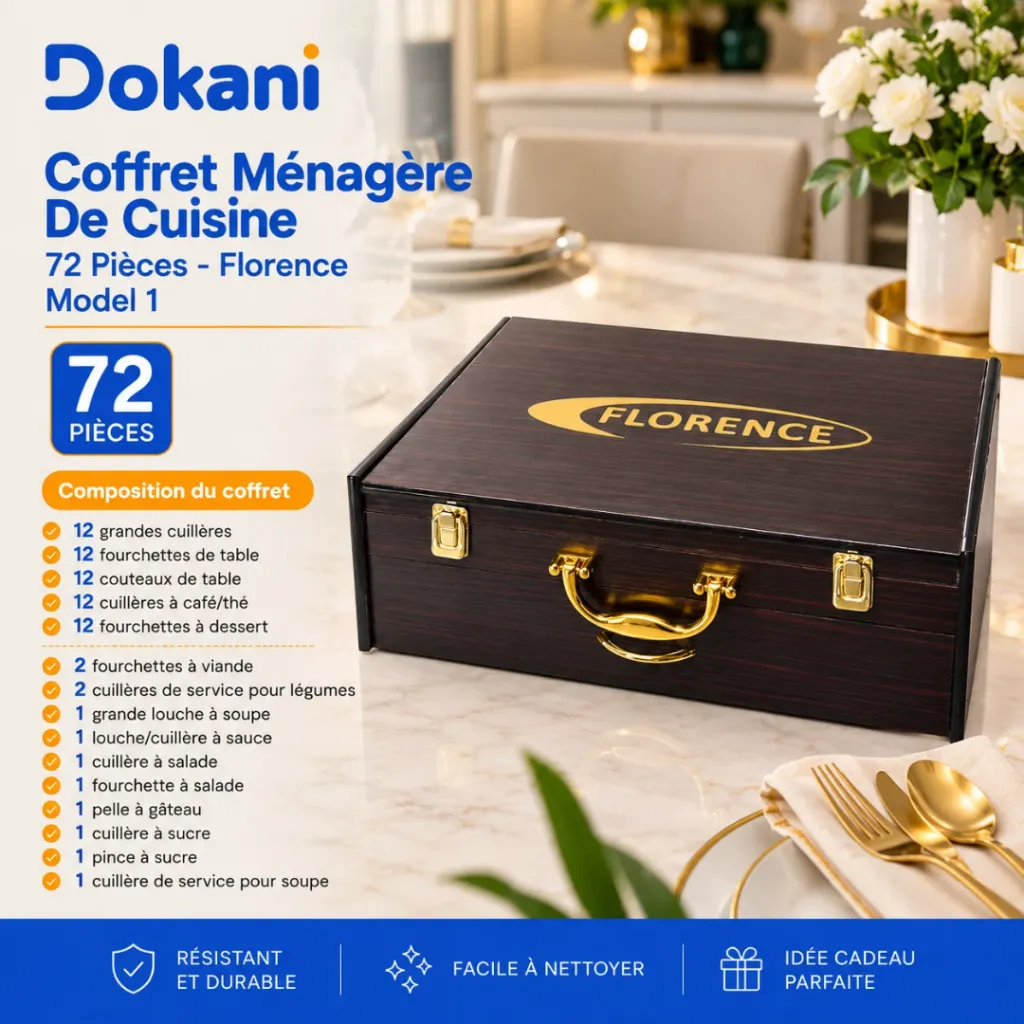 Dokani
Coffret Ménagère
De Cuisine
72 Pièces - Florence
Model 1
72
PIÈCES
Composition du coffret
12 grandes cuillères
12 fourchettes de table
12 couteaux de table
12 cuillères à café/thé
12 fourchettes à dessert
2 fourchettes à viande
2 cuillères de service pour légumes
1 grande louche à soupe
1 louche/cuillère à sauce
1 cuillère à salade
1 fourchette à salade
1 pelle à gâteau
1 cuillère à sucre
1 pince à sucre
1 cuillère de service pour soupe
FLORENCE
RÉSISTANT
ET DURABLE
FACILE À NETTOYER
IDÉE CADEAU
PARFAITE